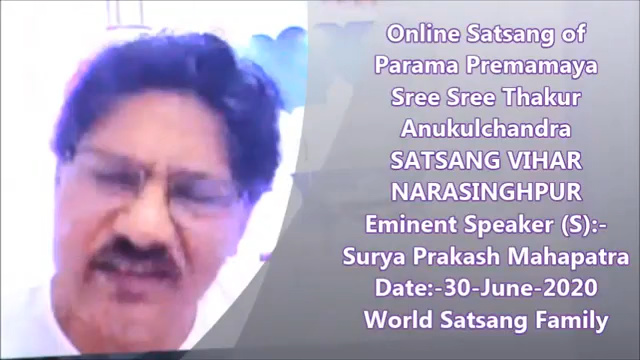 Online Satsang of
Parama Premamaya
Sree Sree Thakur
Anukulchandra
SATSANG VIHAR
NARASINGHPUR
Eminent Speaker (S):-
Surya Prakash Mahapatra
Date:-30-June-2020
World Satsang Family